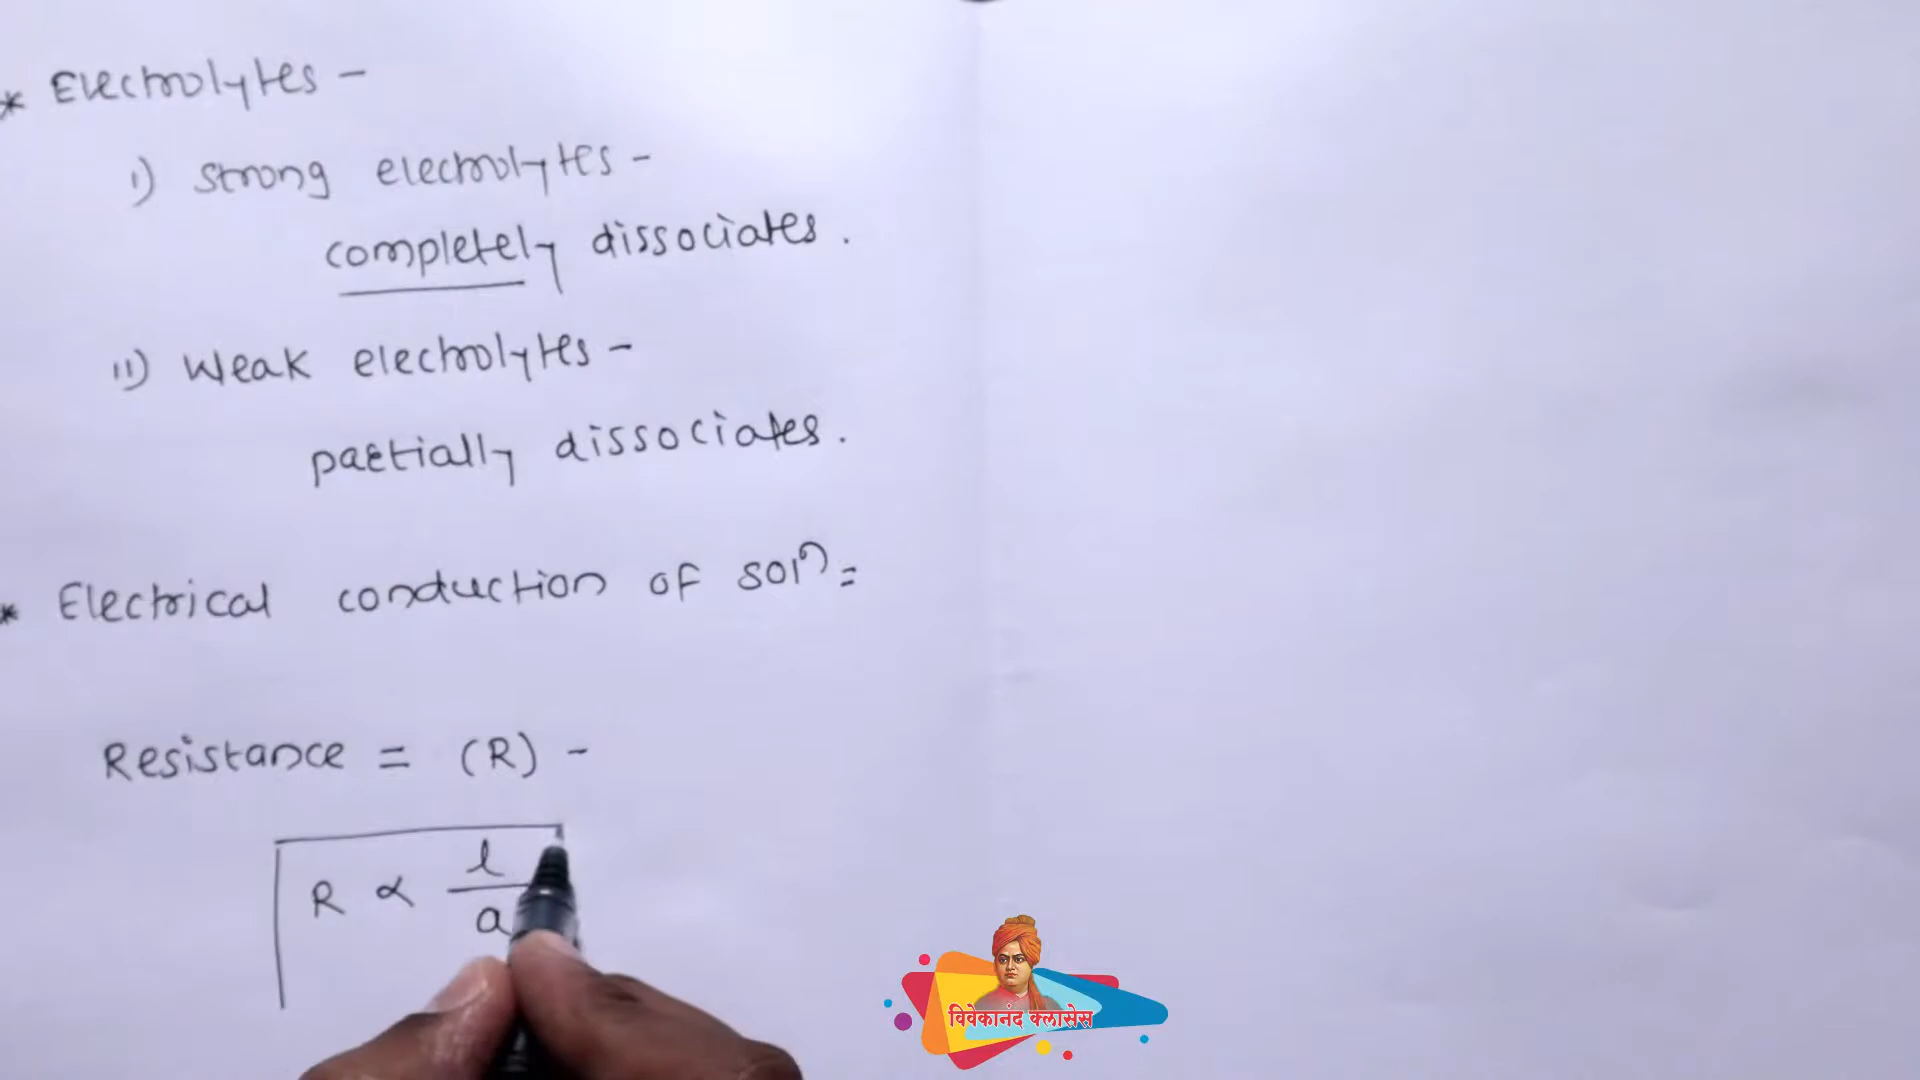 * Electrolytes -
i) strong electrolytes -
completely dissociates.
ii) Weak electrolytes -
partially dissociates.
* Electrical conduction of solⁿ =
Resistance = (R) -
R ∝ l/a
विवेकानंद क्लासेस